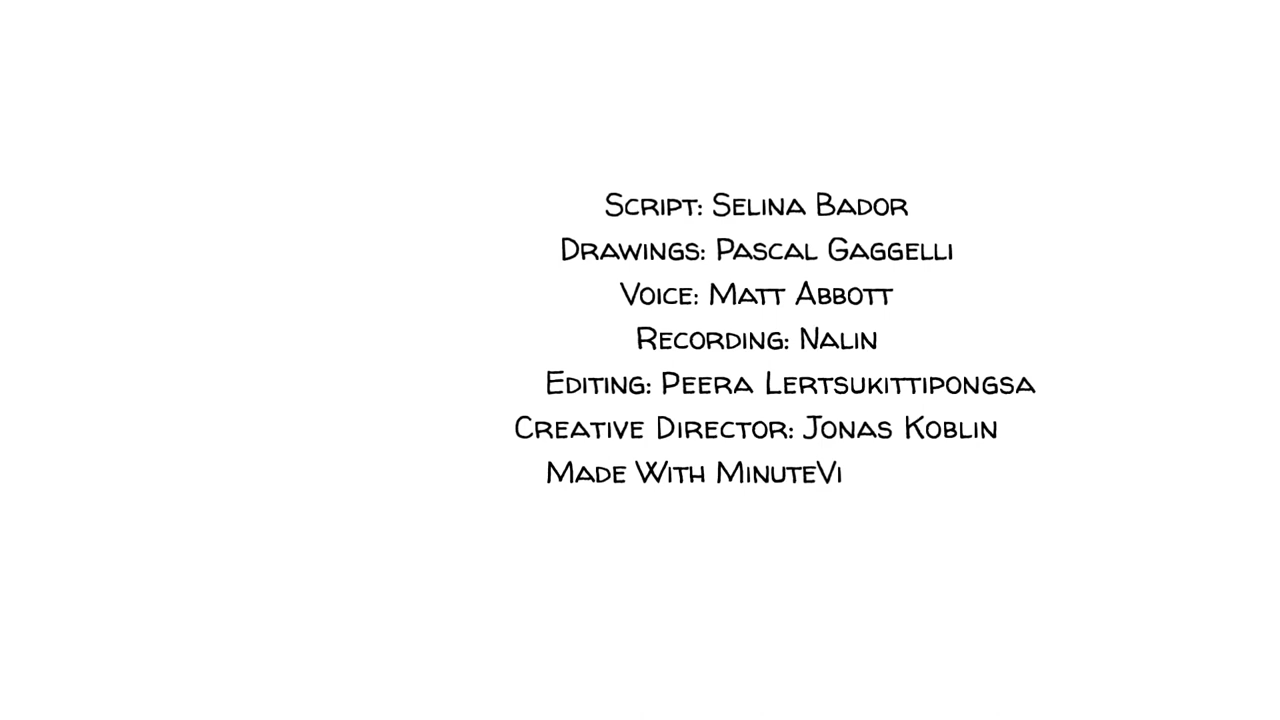 Script: Selina Bador
Drawings: Pascal Gaggelli
Voice: Matt Abbott
Recording: Nalin
Editing: Peera Lertsukittipongsa
Creative Director: Jonas Koblin
Made With MinuteVi